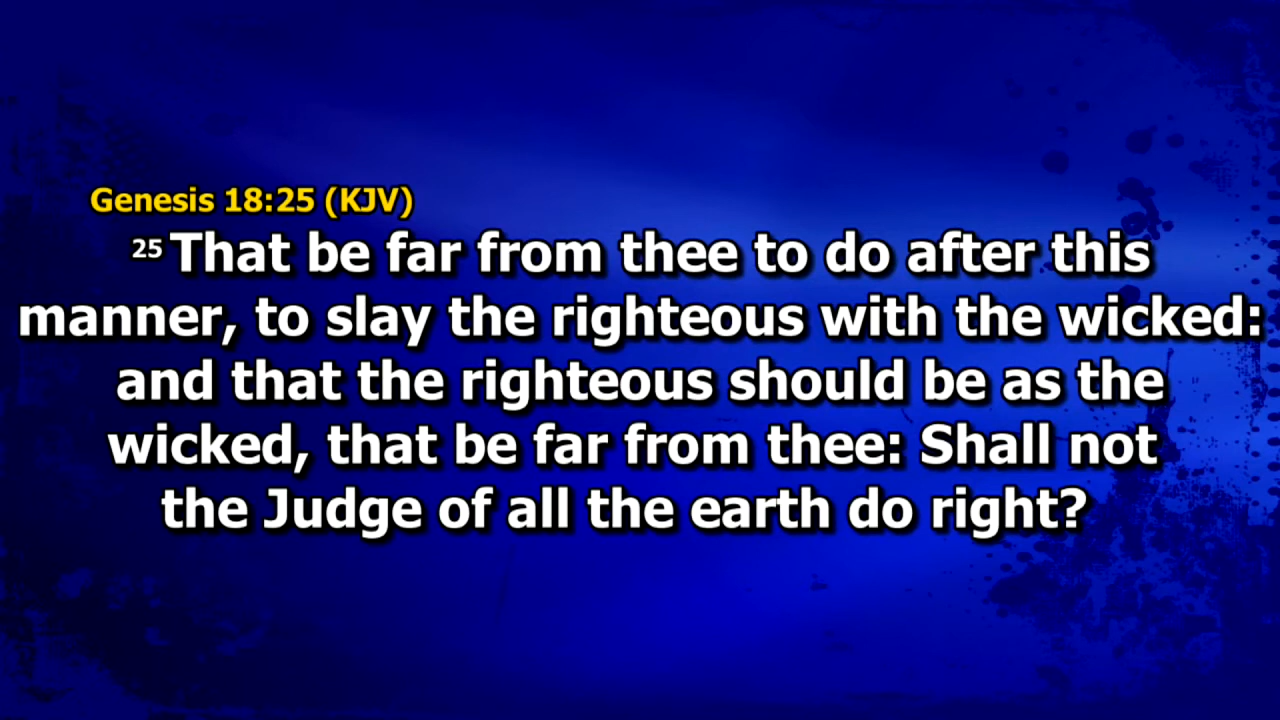 Genesis 18:25 (KJV)
25 That be far from thee to do after this
manner, to slay the righteous with the wicked:
and that the righteous should be as the
wicked, that be far from thee: Shall not
the Judge of all the earth do right?